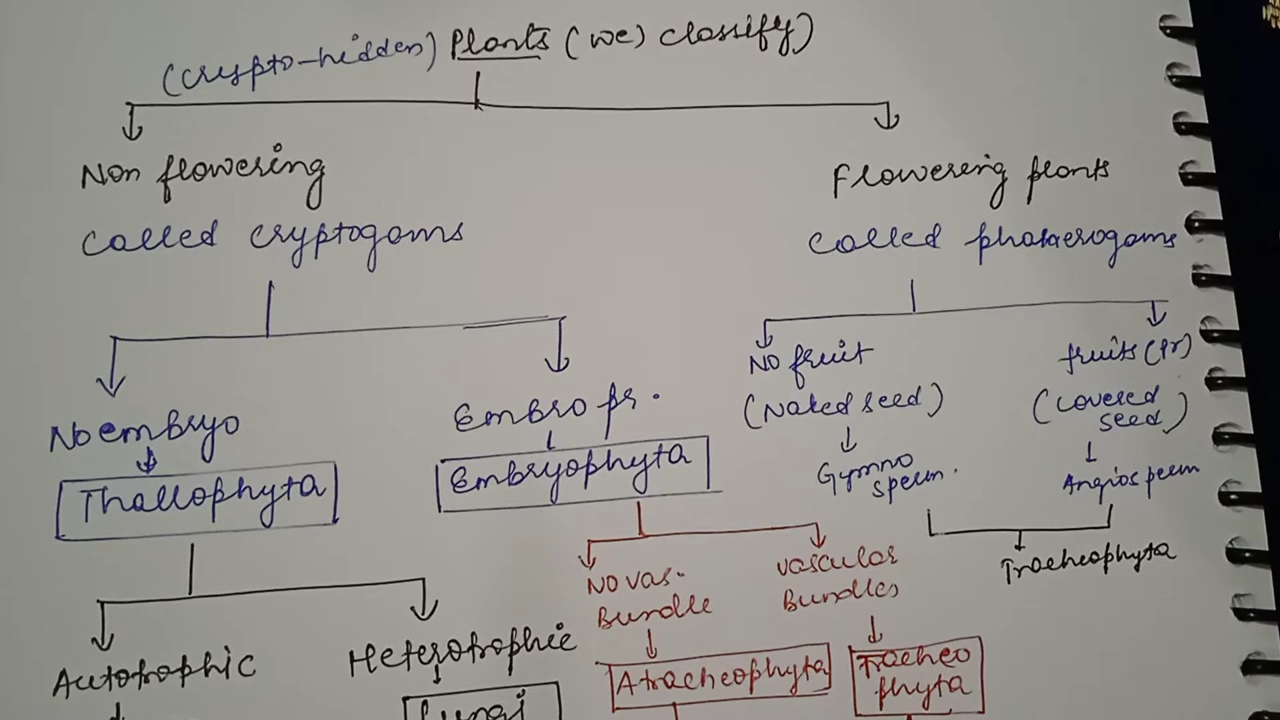 (crypto-hidden) Plants (we) classify)
Non flowering
called cryptogams
Flowering plants
called phanerogams
No embryo
Thallophyta
Embro pr.
Embryophyta
No fruit
(Naked seed)
Gymno
sperm.
fruits (Pr)
(covered
seed)
Angiosperm
Tracheophyta
No vas.
Bundle
Atracheophyta
vascular
Bundles
Tracheo
phyta
Autotrophic
Heterotrophic
Fungi